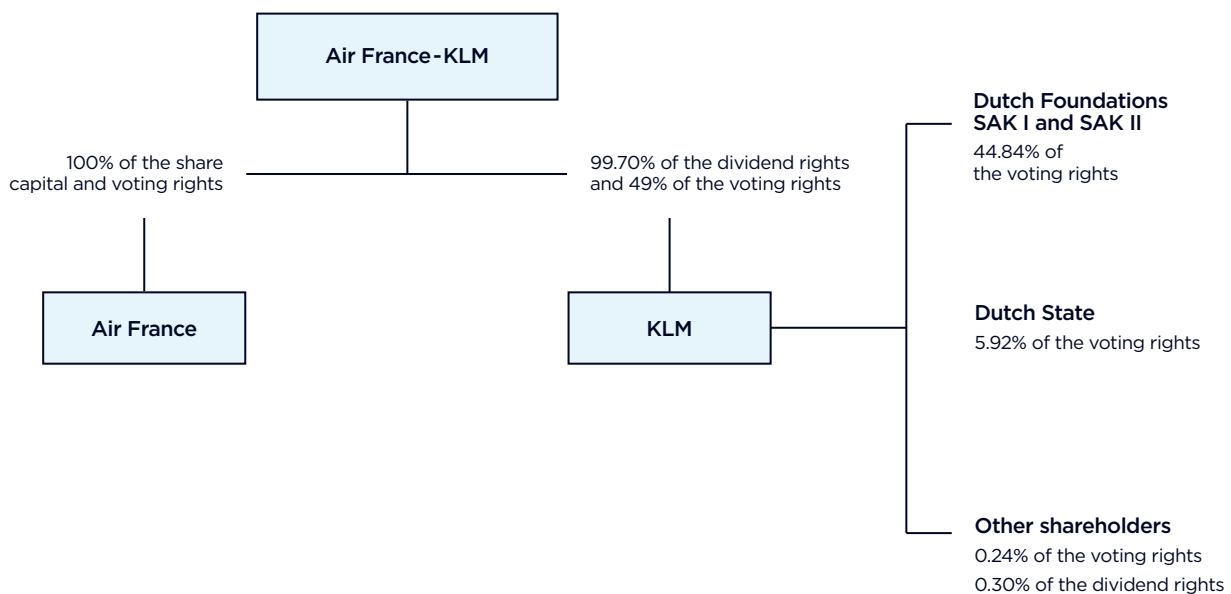 Air France-KLM
100% of the share
capital and voting rights
99.70% of the dividend rights
and 49% of the voting rights
Air France
KLM
Dutch Foundations
SAK I and SAK II
44.84% of
the voting rights
Dutch State
5.92% of the voting rights
Other shareholders
0.24% of the voting rights
0.30% of the dividend rights